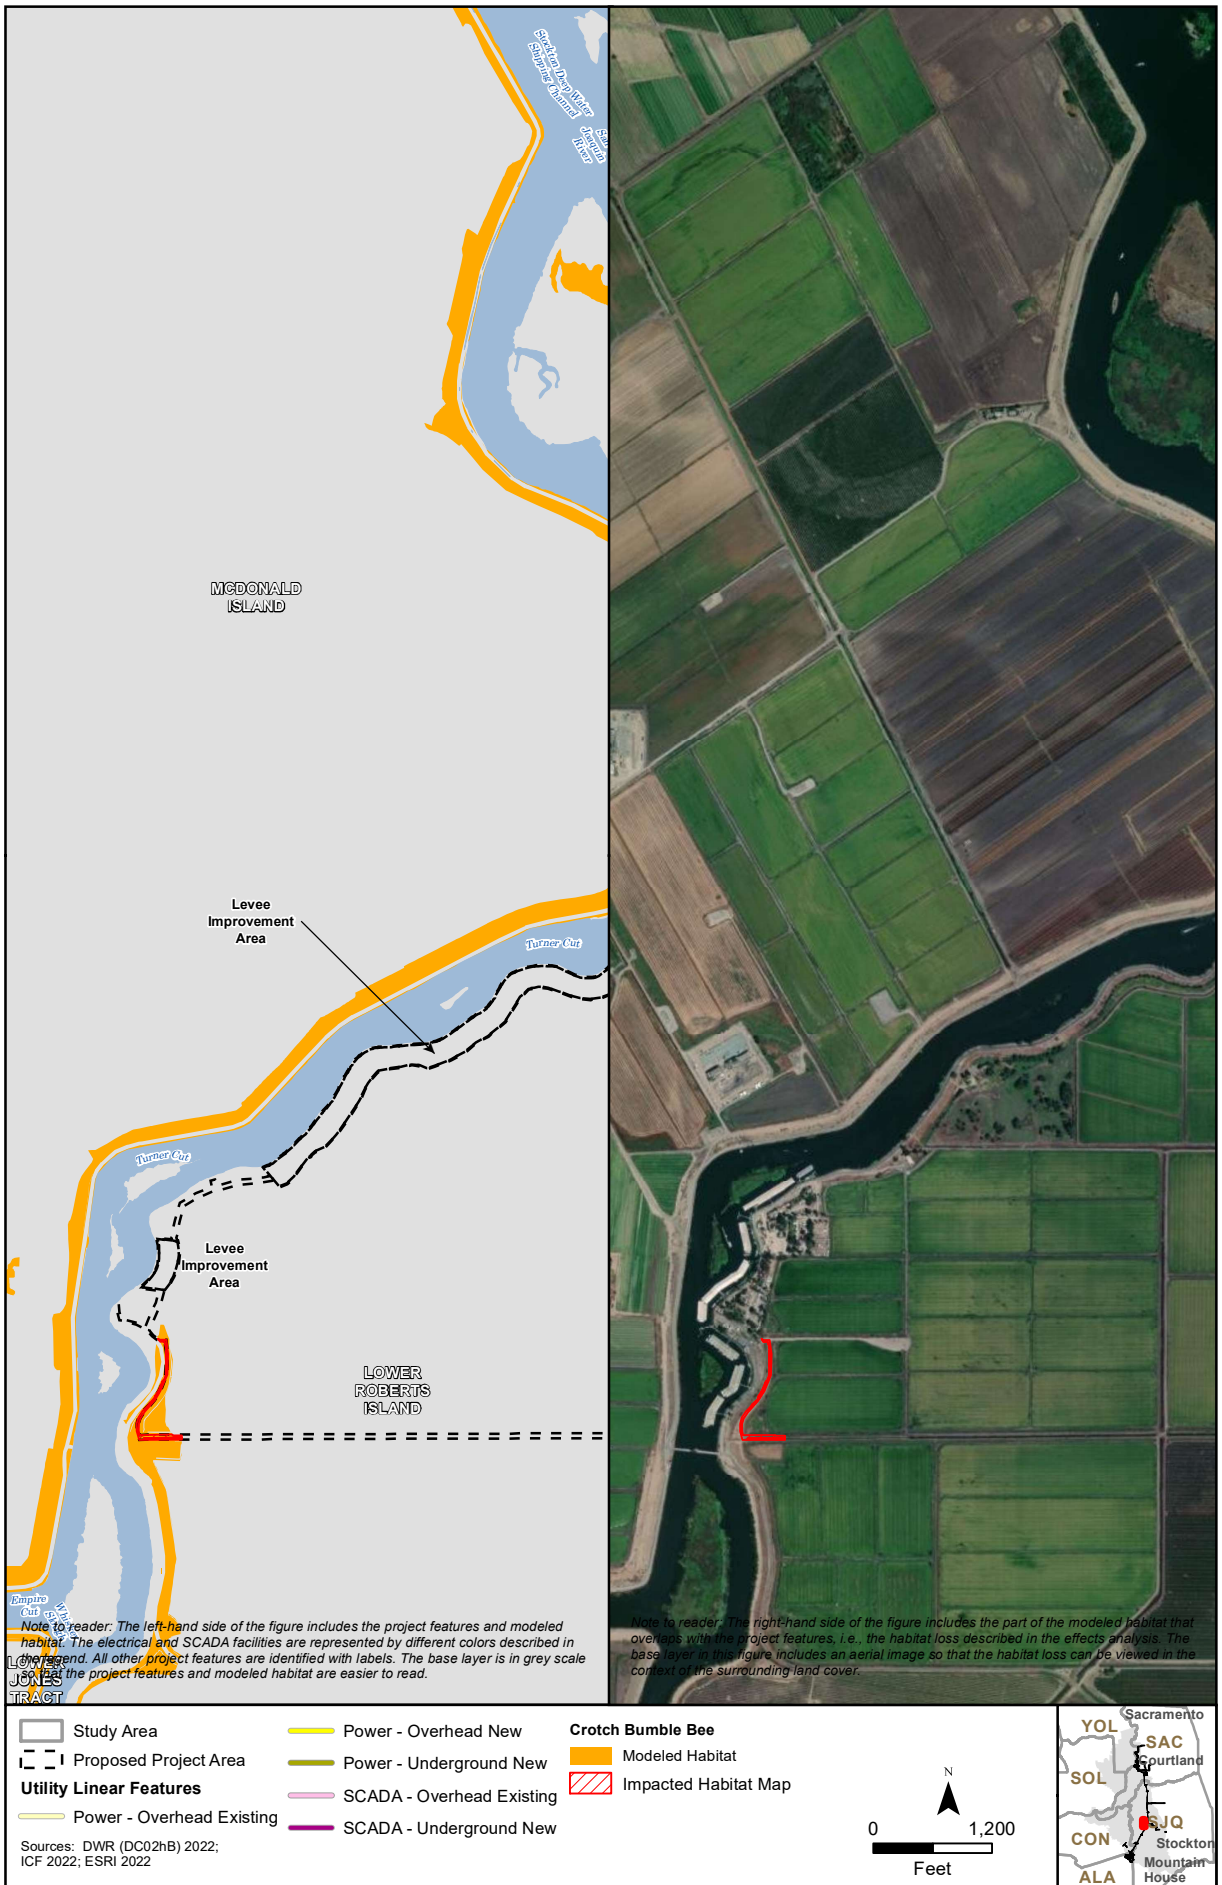 Stockton Deep Water
Shipping Channel
San
Joaquin
River
MCDONALD
ISLAND
Levee
Improvement
Area
Turner Cut
Turner Cut
Levee
Improvement
Area
LOWER
ROBERTS
ISLAND
Empire
Cut
LOWER
JONES
TRACT
Note to reader: The left-hand side of the figure includes the project features and modeled
habitat. The electrical and SCADA facilities are represented by different colors described in
the legend. All other project features are identified with labels. The base layer is in grey scale
so that the project features and modeled habitat are easier to read.
Note to reader: The right-hand side of the figure includes the part of the modeled habitat that
overlaps with the project features, i.e., the habitat loss described in the effects analysis. The
base layer in this figure includes an aerial image so that the habitat loss can be viewed in the
context of the surrounding land cover.
Study Area
Proposed Project Area
Utility Linear Features
Power - Overhead Existing
Power - Overhead New
Power - Underground New
SCADA - Overhead Existing
SCADA - Underground New
Crotch Bumble Bee
Modeled Habitat
Impacted Habitat Map
Sources: DWR (DC02hB) 2022;
ICF 2022; ESRI 2022
N
0 1,200
Feet
Sacramento
YOL
SAC
Courtland
SOL
SJQ
CON
Stockton
Mountain
House
ALA